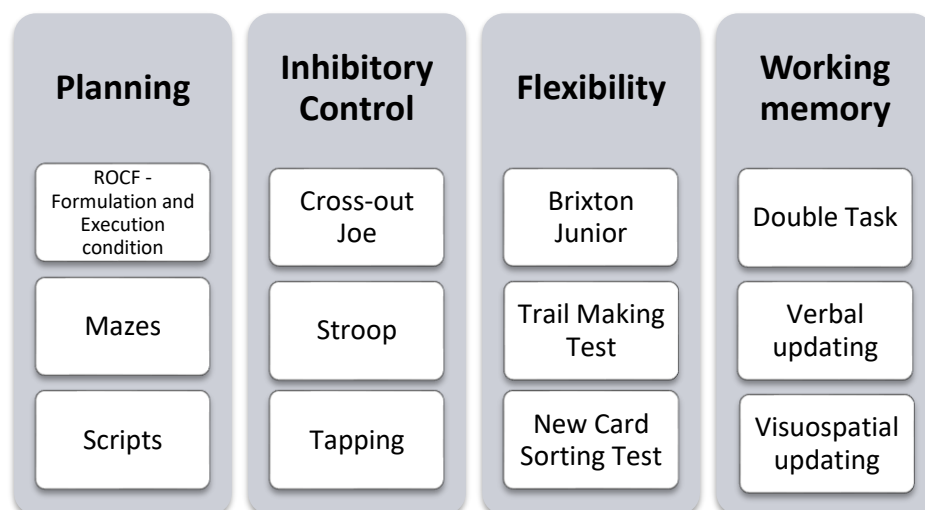 Planning
ROCF -
Formulation and
Execution
condition
Mazes
Scripts
Inhibitory
Control
Cross-out
Joe
Stroop
Tapping
Flexibility
Brixton
Junior
Trail Making
Test
New Card
Sorting Test
Working
memory
Double Task
Verbal
updating
Visuospatial
updating